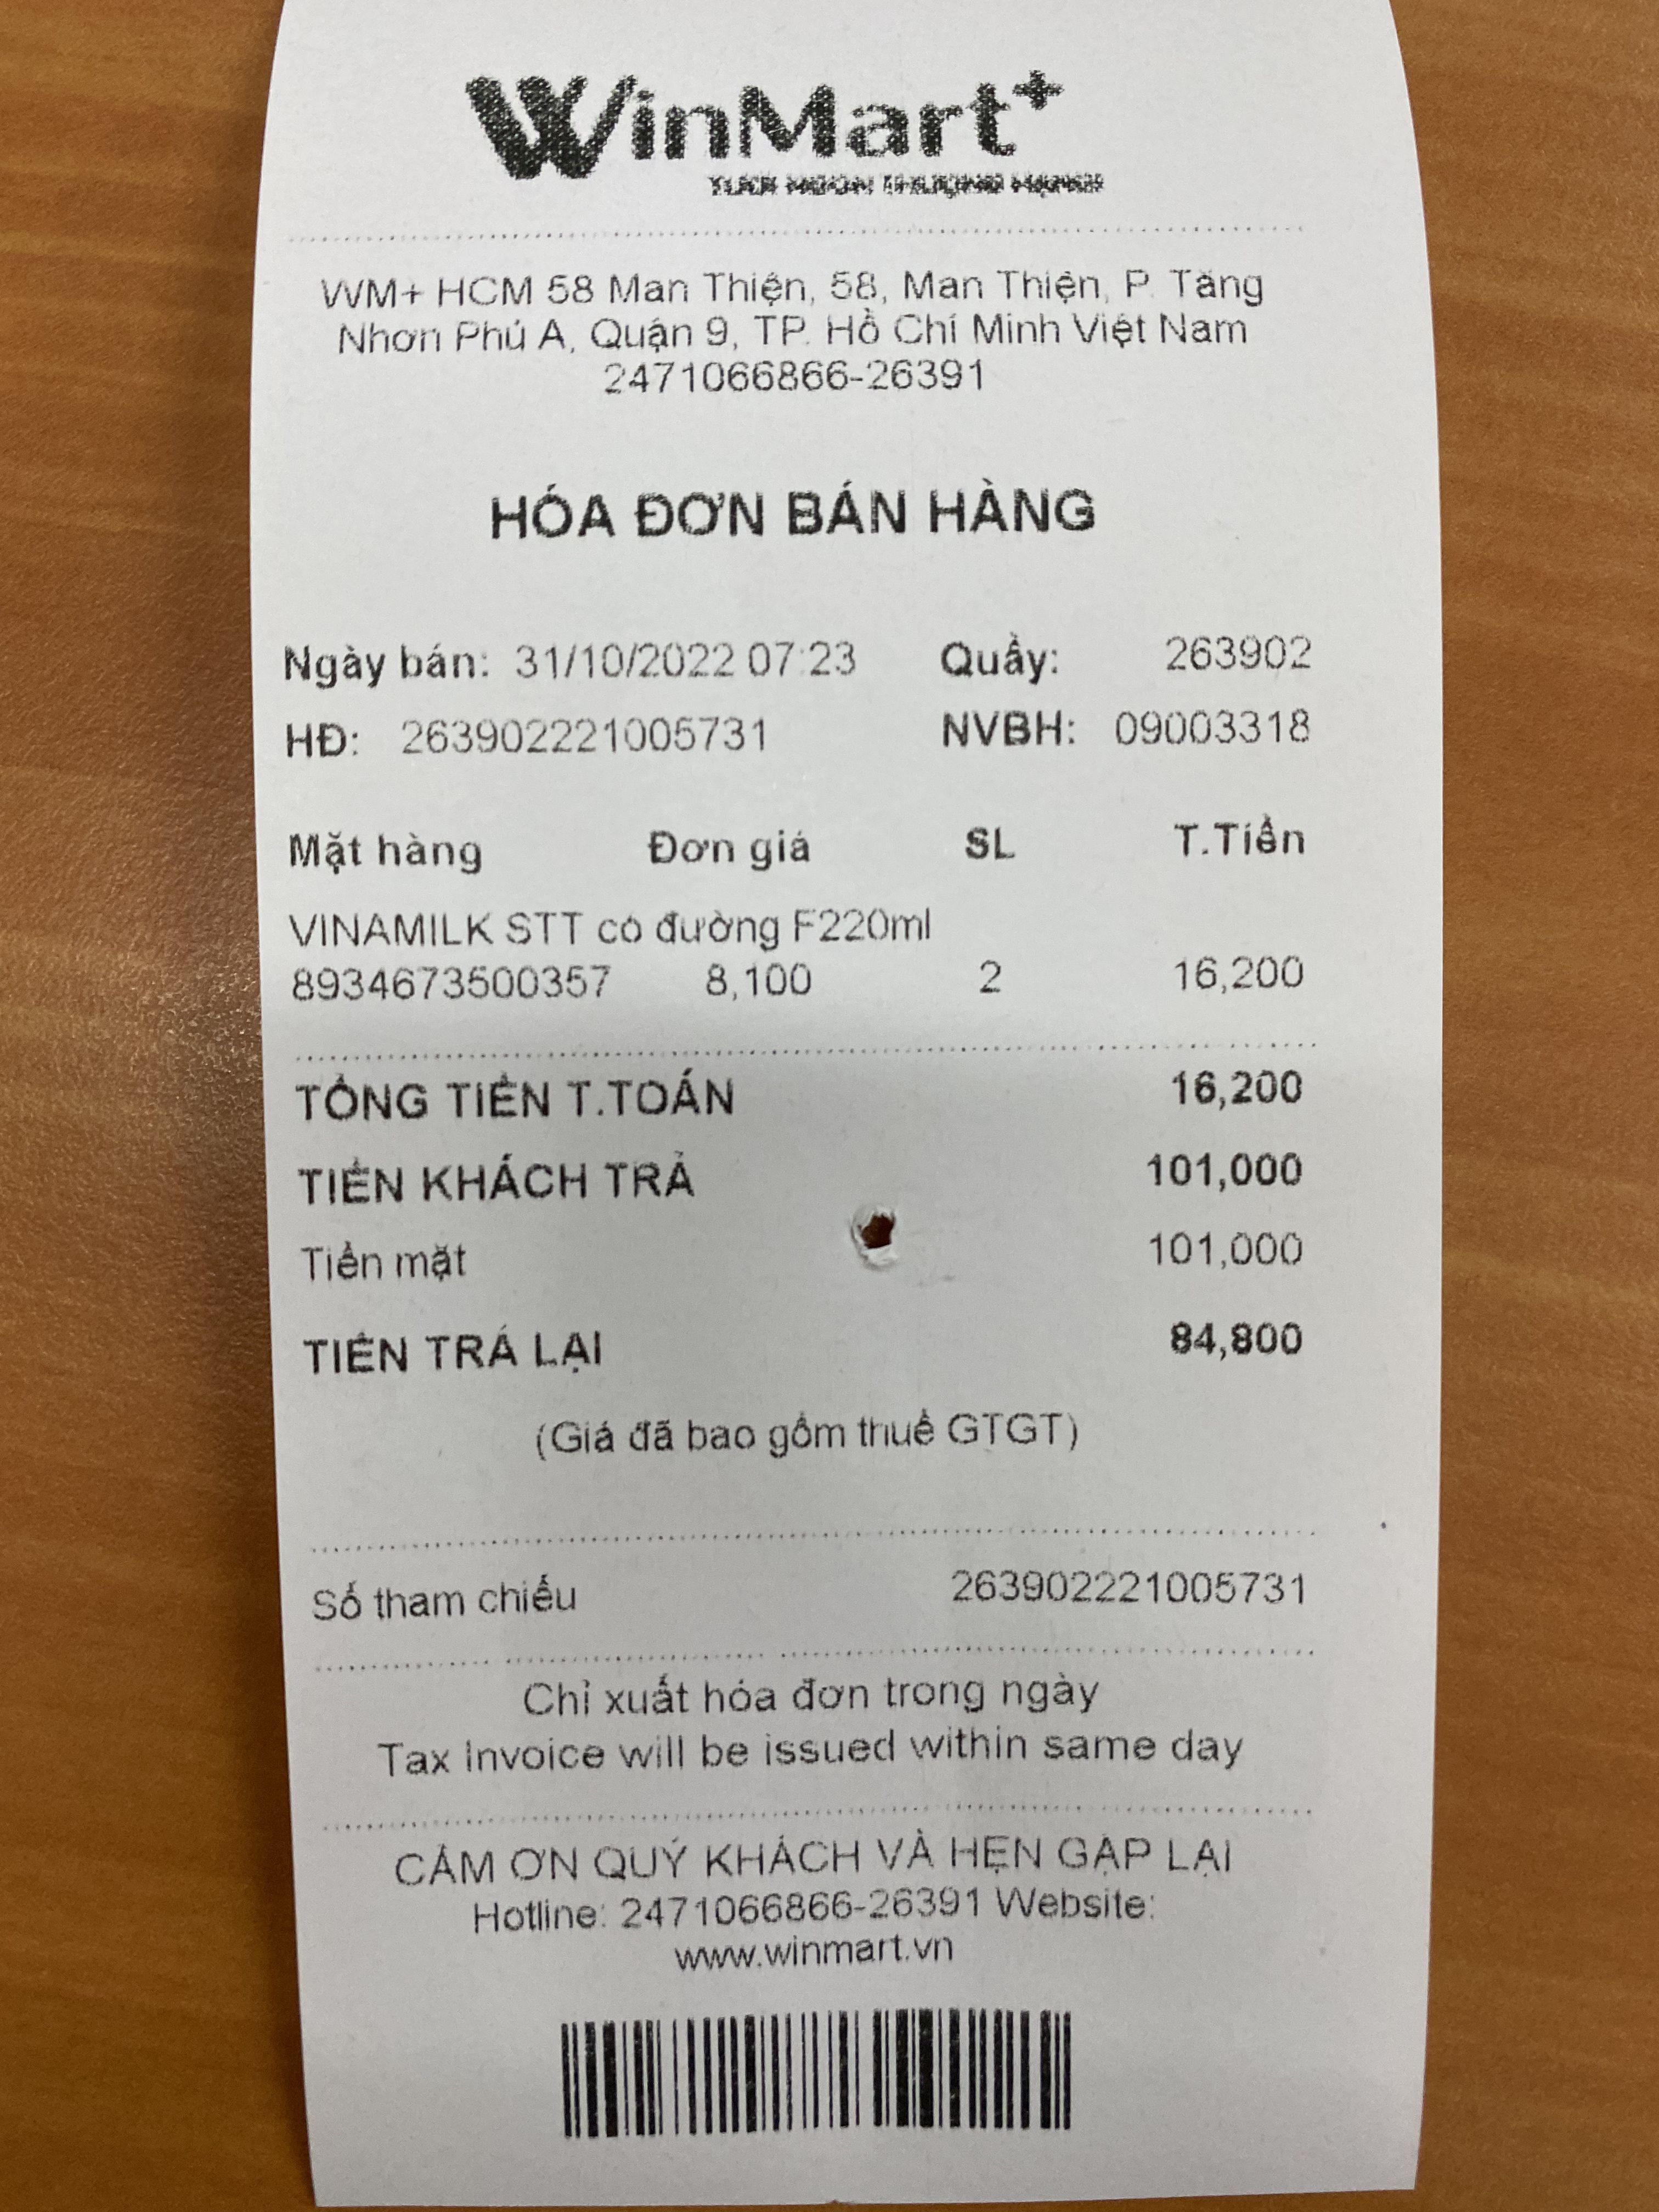 WinMart+
WM+ HCM 58 Man Thiện, 58, Man Thiện, P. Tăng
Nhơn Phú A, Quận 9, TP. Hồ Chí Minh Việt Nam
2471066866-26391
HÓA ĐƠN BÁN HÀNG
Ngày bán: 31/10/2022 07:23 Quầy: 263902
HĐ: 263902221005731 NVBH: 09003318
Mặt hàng Đơn giá SL T.Tiền
VINAMILK STT có đường F220ml
8934673500357 8,100 2 16,200
TỔNG TIỀN T.TOÁN 16,200
TIỀN KHÁCH TRẢ 101,000
Tiền mặt 101,000
TIỀN TRẢ LẠI 84,800
(Giá đã bao gồm thuế GTGT)
Số tham chiếu 263902221005731
Chỉ xuất hóa đơn trong ngày
Tax Invoice will be issued within same day
CẢM ƠN QUÝ KHÁCH VÀ HẸN GẶP LẠI
Hotline: 2471066866-26391 Website:
www.winmart.vn